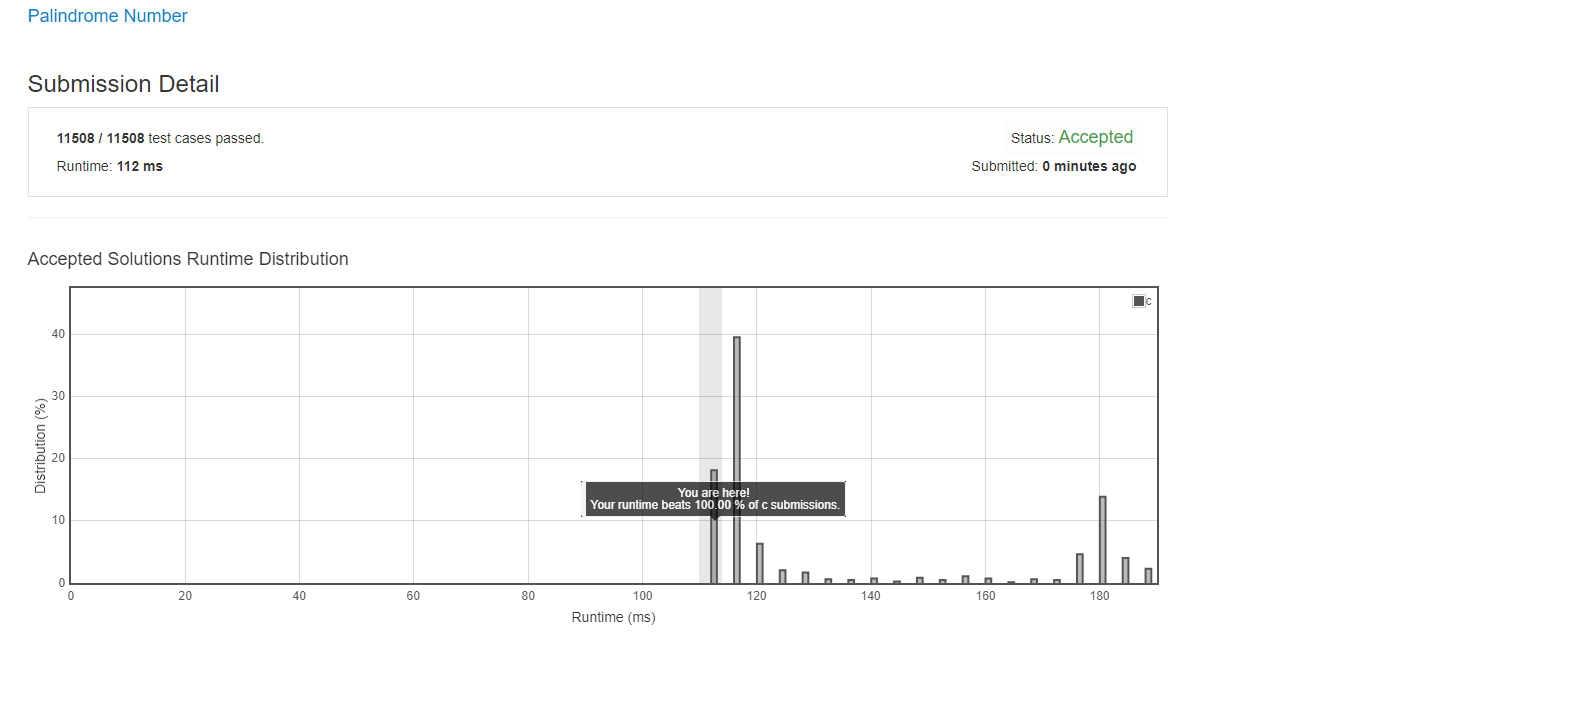 Palindrome Number
Submission Detail
11508 / 11508 test cases passed.
Status: Accepted
Runtime: 112 ms
Submitted: 0 minutes ago
Accepted Solutions Runtime Distribution
c
40
30
20
10
0
Distribution (%)
You are here!
Your runtime beats 100.00 % of c submissions.
0 20 40 60 80 100 120 140 160 180
Runtime (ms)